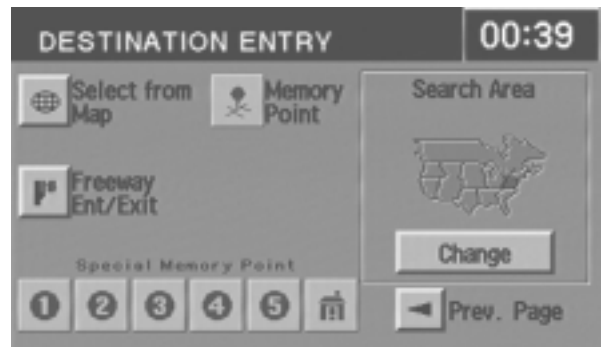 DESTINATION ENTRY 00:39
Select from
Map
Memory
Point
Search Area
Freeway
Ent/Exit
Change
Special Memory Point
1 2 3 4 5
Prev. Page